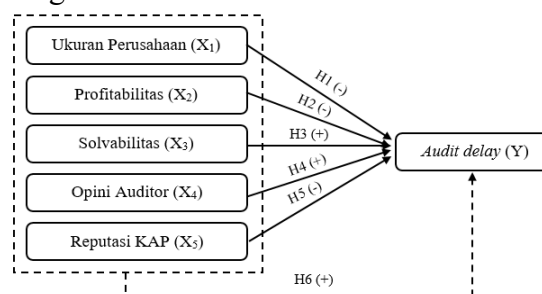 Ukuran Perusahaan (X1)
H1 (-)
Profitabilitas (X2)
H2 (-)
Solvabilitas (X3)
H3 (+)
Audit delay (Y)
Opini Auditor (X4)
H4 (+)
H5 (-)
Reputasi KAP (X5)
H6 (+)